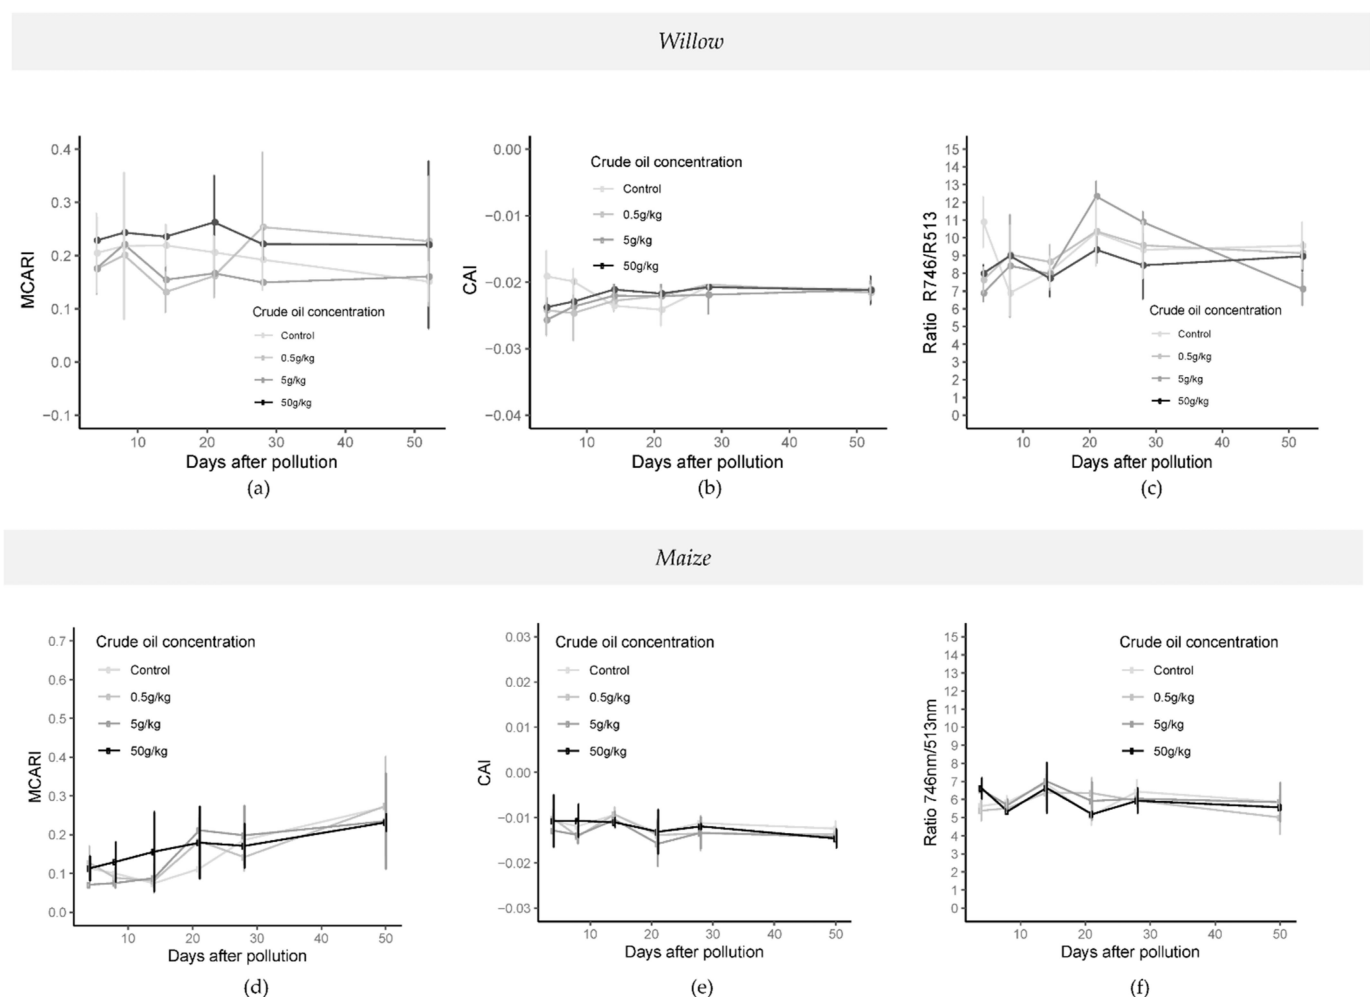 Willow
MCARI
0.4
0.3
0.2
0.1
0.0
−0.1
Crude oil concentration
Control
0.5g/kg
5g/kg
50g/kg
10 20 30 40 50
Days after pollution
(a)
CAI
0.00
−0.01
−0.02
−0.03
−0.04
Crude oil concentration
Control
0.5g/kg
5g/kg
50g/kg
10 20 30 40 50
Days after pollution
(b)
Ratio R746/R513
15
14
13
12
11
10
9
8
7
6
5
4
3
2
1
0
Crude oil concentration
Control
0.5g/kg
5g/kg
50g/kg
10 20 30 40 50
Days after pollution
(c)
Maize
MCARI
0.7
0.6
0.5
0.4
0.3
0.2
0.1
0.0
Crude oil concentration
Control
0.5g/kg
5g/kg
50g/kg
10 20 30 40 50
Days after pollution
(d)
CAI
0.03
0.02
0.01
0.00
−0.01
−0.02
−0.03
Crude oil concentration
Control
0.5g/kg
5g/kg
50g/kg
10 20 30 40 50
Days after pollution
(e)
Ratio 746nm/513nm
15
14
13
12
11
10
9
8
7
6
5
4
3
2
1
0
Crude oil concentration
Control
0.5g/kg
5g/kg
50g/kg
10 20 30 40 50
Days after pollution
(f)